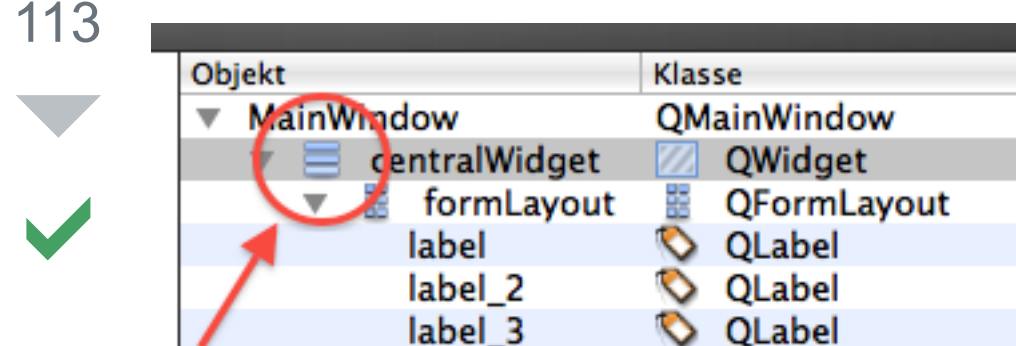 113
Objekt Klasse
MainWindow QMainWindow
centralWidget QWidget
formLayout QFormLayout
label QLabel
label_2 QLabel
label_3 QLabel